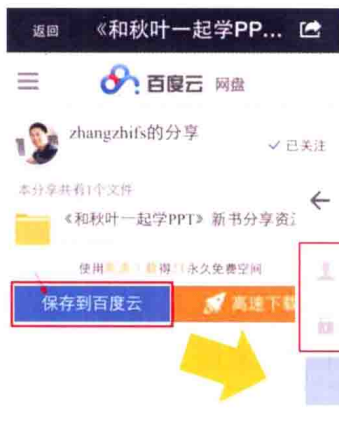 返回 《和秋叶一起学PP...
百度云 网盘
zhangzhifs的分享
✓已关注
本分享共有1个文件
《和秋叶一起学PPT》新书分享资
使用 得 永久免费空间
保存到百度云 高速下载